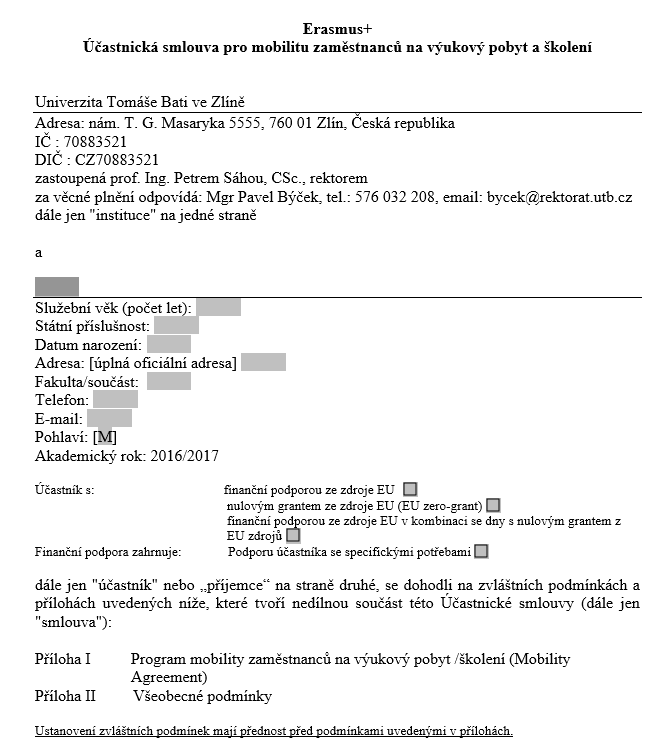 Erasmus+
Účastnická smlouva pro mobilitu zaměstnanců na výukový pobyt a školení
Univerzita Tomáše Bati ve Zlíně
Adresa: nám. T. G. Masaryka 5555, 760 01 Zlín, Česká republika
IČ : 70883521
DIČ : CZ70883521
zastoupená prof. Ing. Petrem Sáhou, CSc., rektorem
za věcné plnění odpovídá: Mgr Pavel Býček, tel.: 576 032 208, email: bycek@rektorat.utb.cz
dále jen "instituce" na jedné straně
a
Služební věk (počet let):
Státní příslušnost:
Datum narození:
Adresa: [úplná oficiální adresa]
Fakulta/součást:
Telefon:
E-mail:
Pohlaví: [M]
Akademický rok: 2016/2017
Účastník s: finanční podporou ze zdroje EU
nulovým grantem ze zdroje EU (EU zero-grant)
finanční podporou ze zdroje EU v kombinaci se dny s nulovým grantem z
EU zdrojů
Finanční podpora zahrnuje: Podporu účastníka se specifickými potřebami
dále jen "účastník" nebo „příjemce“ na straně druhé, se dohodli na zvláštních podmínkách a
přílohách uvedených níže, které tvoří nedílnou součást této Účastnické smlouvy (dále jen
"smlouva"):
Příloha I Program mobility zaměstnanců na výukový pobyt /školení (Mobility
Agreement)
Příloha II Všeobecné podmínky
Ustanovení zvláštních podmínek mají přednost před podmínkami uvedenými v přílohách.